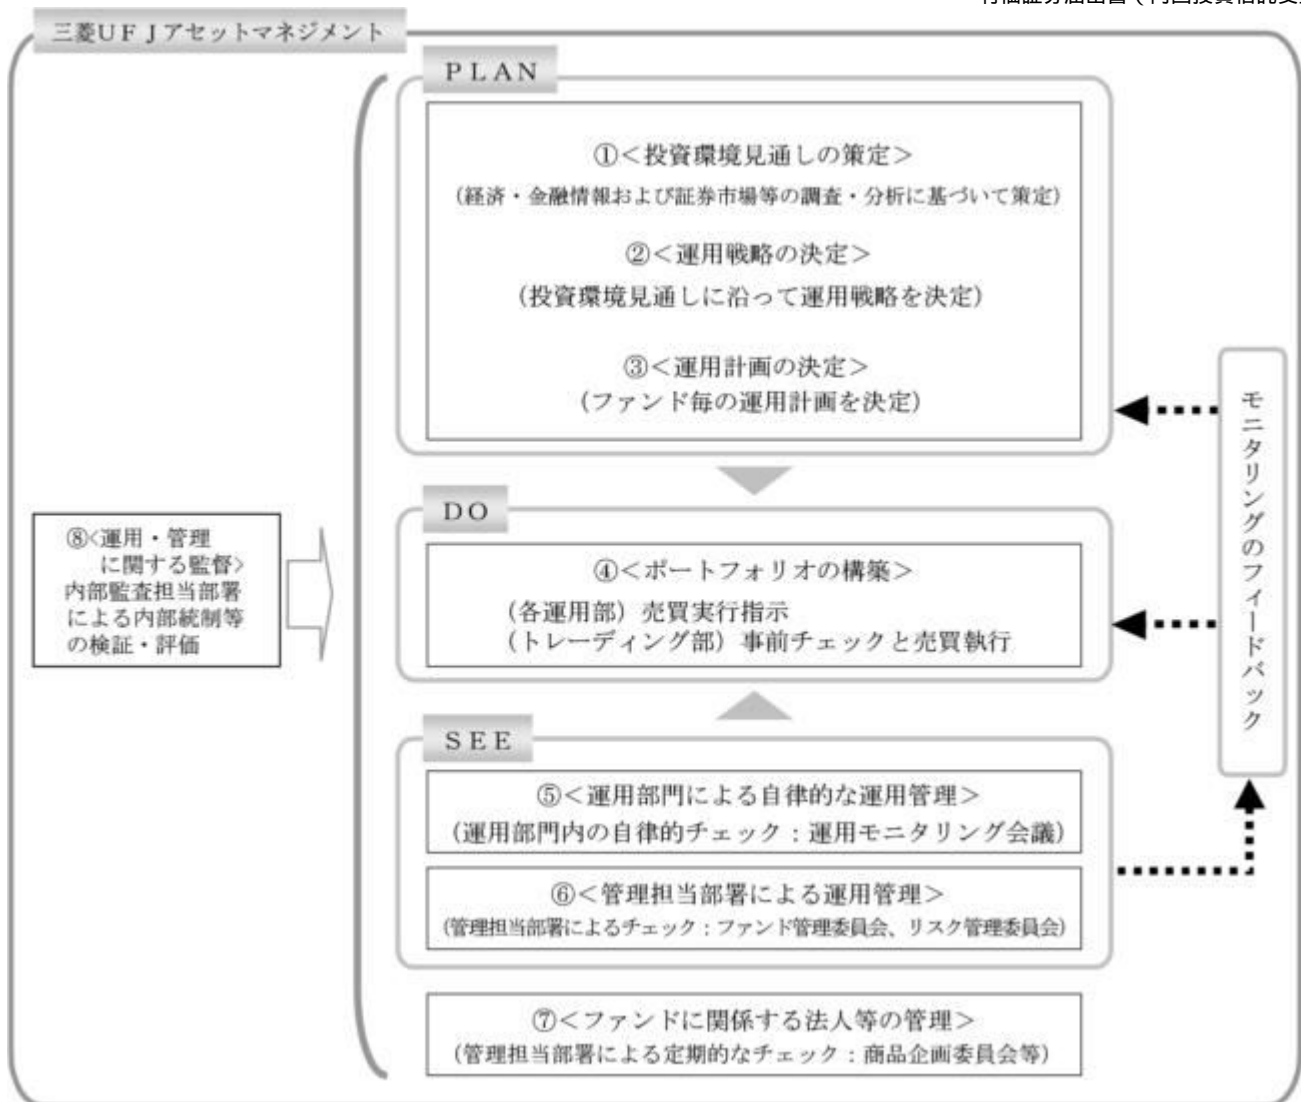 三菱UFJアセットマネジメント
PLAN
①<投資環境見通しの策定>
(経済・金融情報および証券市場等の調査・分析に基づいて策定)
②<運用戦略の決定>
(投資環境見通しに沿って運用戦略を決定)
③<運用計画の決定>
(ファンド毎の運用計画を決定)
DO
④<ポートフォリオの構築>
(各運用部)売買実行指示
(トレーディング部)事前チェックと売買執行
SEE
⑤<運用部門による自律的な運用管理>
(運用部門内の自律的チェック:運用モニタリング会議)
⑥<管理担当部署による運用管理>
(管理担当部署によるチェック:ファンド管理委員会、リスク管理委員会)
⑦<ファンドに関係する法人等の管理>
(管理担当部署による定期的なチェック:商品企画委員会等)
⑧<運用・管理
に関する監督>
内部監査担当部署
による内部統制等
の検証・評価
モニタリングのフィードバック